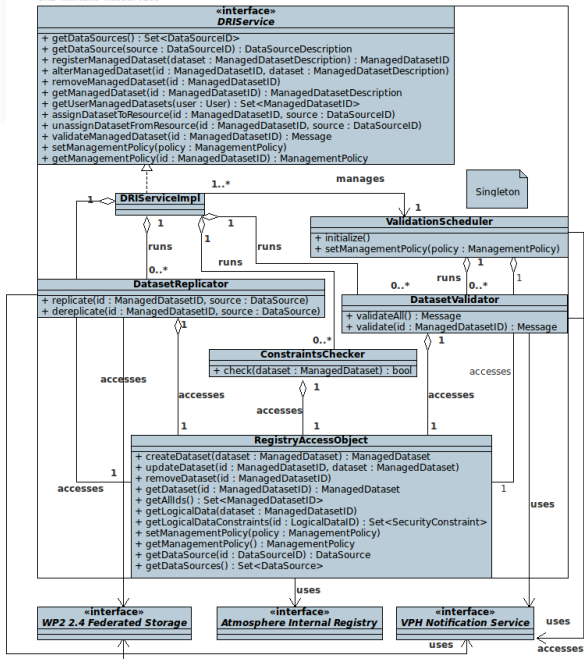 «interface»
DRIService
+ getDataSources() : Set<DataSourceID>
+ getDataSource(source : DataSourceID) : DataSourceDescription
+ registerManagedDataset(dataset : ManagedDatasetDescription) : ManagedDatasetID
+ alterManagedDataset(id : ManagedDatasetID, dataset : ManagedDatasetDescription)
+ removeManagedDataset(id : ManagedDatasetID)
+ getManagedDataset(id : ManagedDatasetID) : ManagedDatasetDescription
+ getUserManagedDatasets(user : User) : Set<ManagedDatasetID>
+ assignDatasetToResource(id : ManagedDatasetID, source : DataSourceID)
+ unassignDatasetFromResource(id : ManagedDatasetID, source : DataSourceID)
+ validateManagedDataset(id : ManagedDatasetID) : Message
+ setManagementPolicy(policy : ManagementPolicy)
+ getManagementPolicy(id : ManagedDatasetID) : ManagementPolicy
manages
1..*
Singleton
1
DRIServiceImpl
1
1
1
1
ValidationScheduler
+ initialize()
+ setManagementPolicy(policy : ManagementPolicy)
runs
runs
runs
1
0..*
0..*
runs
0..*
1
DatasetReplicator
+ replicate(id : ManagedDatasetID, source : DataSource)
+ dereplicate(id : ManagedDatasetID, source : DataSource)
DatasetValidator
+ validateAll() : Message
+ validate(id : ManagedDatasetID) : Message
1
0..*
1
ConstraintsChecker
+ check(dataset : ManagedDataset) : bool
accesses
accesses
1
accesses
accesses
accesses
1
1
1
RegistryAccessObject
+ createDataset(dataset : ManagedDataset) : ManagedDataset
+ updateDataset(id : ManagedDatasetID, dataset : ManagedDataset)
+ removeDataset(id : ManagedDatasetID)
+ getDataset(id : ManagedDatasetID) : ManagedDataset
+ getAllIds() : Set<ManagedDatasetID>
+ getLogicalData(dataset : ManagedDatasetID)
+ getLogicalDataConstraints(id : LogicalDataID) : Set<SecurityConstraint>
+ setManagementPolicy(policy : ManagementPolicy)
+ getManagementPolicy() : ManagementPolicy
+ getDataSource(id : DataSourceID) : DataSource
+ getDataSources() : Set<DataSource>
1
accesses
1
uses
uses
«interface»
WP2 2.4 Federated Storage
«interface»
Atmosphere Internal Registry
«interface»
VPH Notification Service
uses
uses
accesses